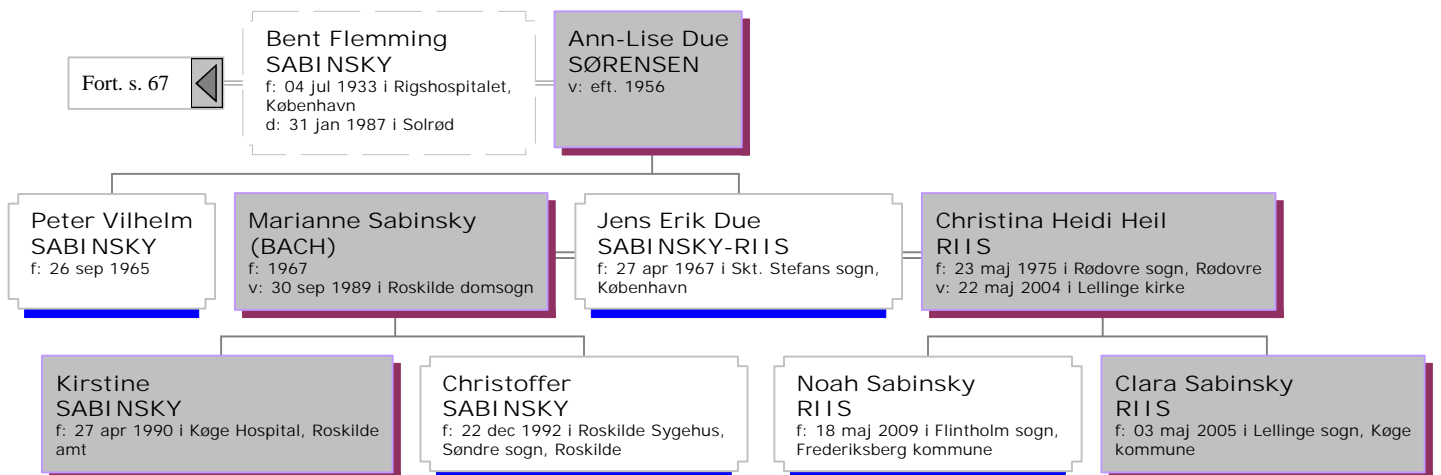 Fort. s. 67
Bent Flemming
SABINSKY
f: 04 jul 1933 i Rigshospitalet,
København
d: 31 jan 1987 i Solrød
Ann-Lise Due
SØRENSEN
v: eft. 1956
Peter Vilhelm
SABINSKY
f: 26 sep 1965
Marianne Sabinsky
(BACH)
f: 1967
v: 30 sep 1989 i Roskilde domsogn
Jens Erik Due
SABINSKY-RIIS
f: 27 apr 1967 i Skt. Stefans sogn,
København
Christina Heidi Heil
RIIS
f: 23 maj 1975 i Rødovre sogn, Rødovre
v: 22 maj 2004 i Lellinge kirke
Kirstine
SABINSKY
f: 27 apr 1990 i Køge Hospital, Roskilde
amt
Christoffer
SABINSKY
f: 22 dec 1992 i Roskilde Sygehus,
Søndre sogn, Roskilde
Noah Sabinsky
RIIS
f: 18 maj 2009 i Flintholm sogn,
Frederiksberg kommune
Clara Sabinsky
RIIS
f: 03 maj 2005 i Lellinge sogn, Køge
kommune